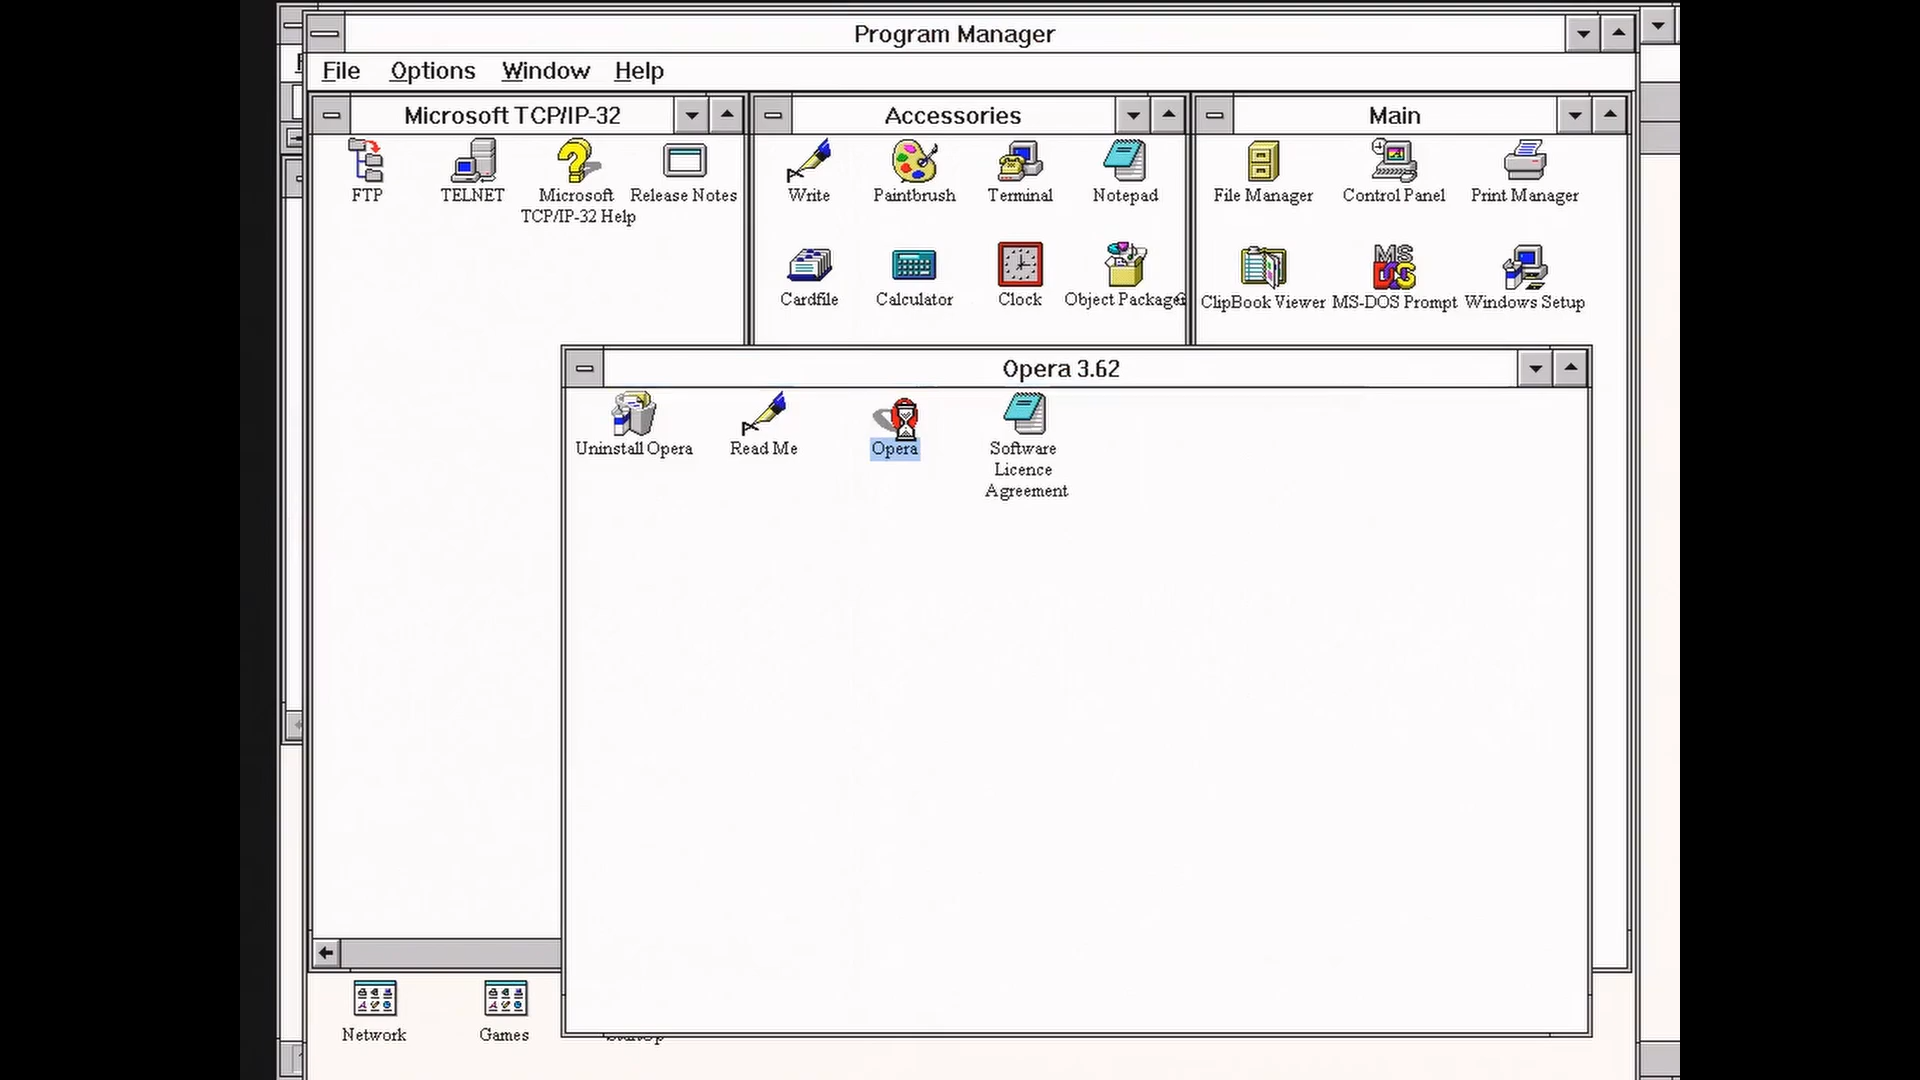 Program Manager
File Options Window Help
Microsoft TCP/IP-32
Accessories
Main
FTP
TELNET
Microsoft
TCP/IP-32 Help
Release Notes
Write
Paintbrush
Terminal
Notepad
File Manager
Control Panel
Print Manager
Cardfile
Calculator
Clock
Object Package
ClipBook Viewer
MS-DOS Prompt
Windows Setup
Opera 3.62
Uninstall Opera
Read Me
Opera
Software
Licence
Agreement
Network
Games
StartUp